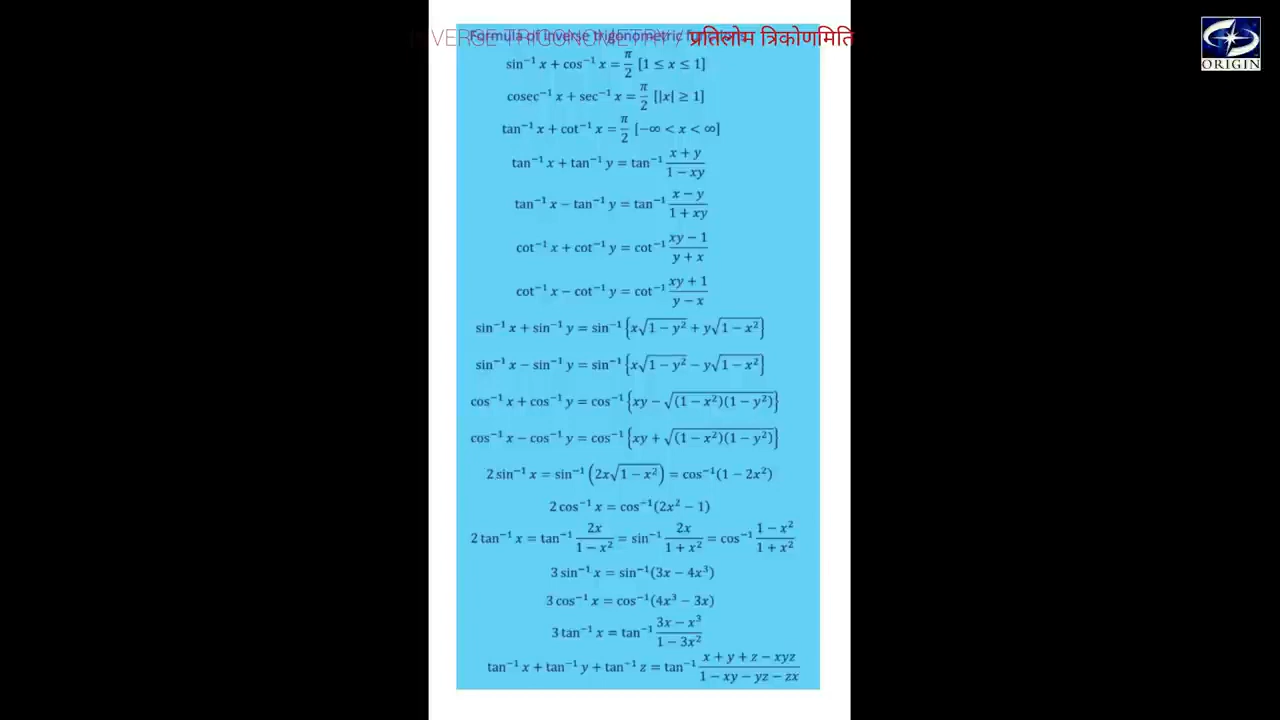 INVERSE TRIGONOMETRY / प्रतिलोम त्रिकोणमिति
Formula of inverse trigonometric functions
ORIGIN
sin⁻¹ x + cos⁻¹ x = π/2 [1 ≤ x ≤ 1]
cosec⁻¹ x + sec⁻¹ x = π/2 [|x| ≥ 1]
tan⁻¹ x + cot⁻¹ x = π/2 [−∞ < x < ∞]
tan⁻¹ x + tan⁻¹ y = tan⁻¹ (x + y)/(1 − xy)
tan⁻¹ x − tan⁻¹ y = tan⁻¹ (x − y)/(1 + xy)
cot⁻¹ x + cot⁻¹ y = cot⁻¹ (xy − 1)/(y + x)
cot⁻¹ x − cot⁻¹ y = cot⁻¹ (xy + 1)/(y − x)
sin⁻¹ x + sin⁻¹ y = sin⁻¹ {x√(1 − y²) + y√(1 − x²)}
sin⁻¹ x − sin⁻¹ y = sin⁻¹ {x√(1 − y²) − y√(1 − x²)}
cos⁻¹ x + cos⁻¹ y = cos⁻¹ {xy − √((1 − x²)(1 − y²))}
cos⁻¹ x − cos⁻¹ y = cos⁻¹ {xy + √((1 − x²)(1 − y²))}
2 sin⁻¹ x = sin⁻¹ (2x√(1 − x²)) = cos⁻¹(1 − 2x²)
2 cos⁻¹ x = cos⁻¹(2x² − 1)
2 tan⁻¹ x = tan⁻¹ 2x/(1 − x²) = sin⁻¹ 2x/(1 + x²) = cos⁻¹ (1 − x²)/(1 + x²)
3 sin⁻¹ x = sin⁻¹(3x − 4x³)
3 cos⁻¹ x = cos⁻¹(4x³ − 3x)
3 tan⁻¹ x = tan⁻¹ (3x − x³)/(1 − 3x²)
tan⁻¹ x + tan⁻¹ y + tan⁻¹ z = tan⁻¹ (x + y + z − xyz)/(1 − xy − yz − zx)